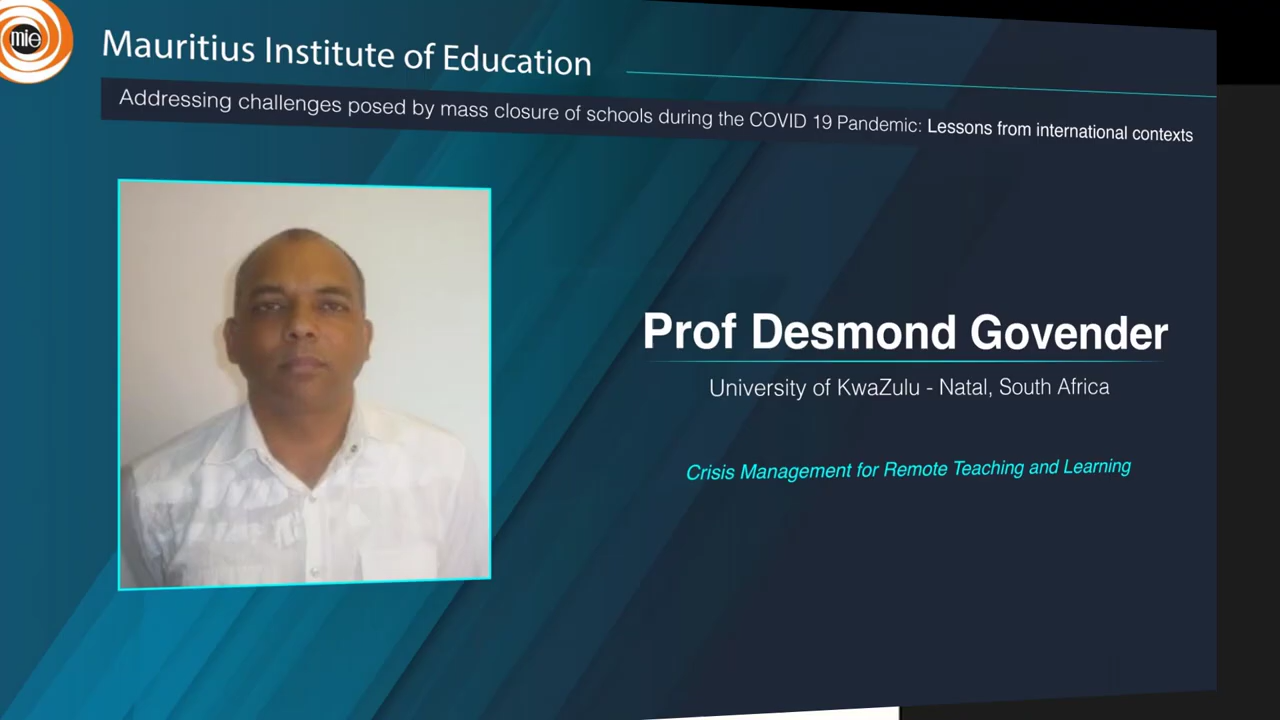 mie
Mauritius Institute of Education
Addressing challenges posed by mass closure of schools during the COVID 19 Pandemic: Lessons from international contexts
Prof Desmond Govender
University of KwaZulu - Natal, South Africa
Crisis Management for Remote Teaching and Learning